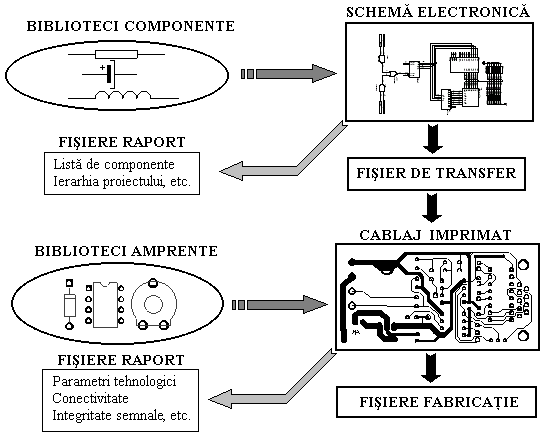 SCHEMĂ ELECTRONICĂ
BIBLIOTECI COMPONENTE
+
FIŞIERE RAPORT
Listă de componente
Ierarhia proiectului, etc.
FIŞIER DE TRANSFER
CABLAJ IMPRIMAT
BIBLIOTECI AMPRENTE
FIŞIERE RAPORT
Parametri tehnologici
Conectivitate
Integritate semnale, etc.
FIŞIERE FABRICAŢIE